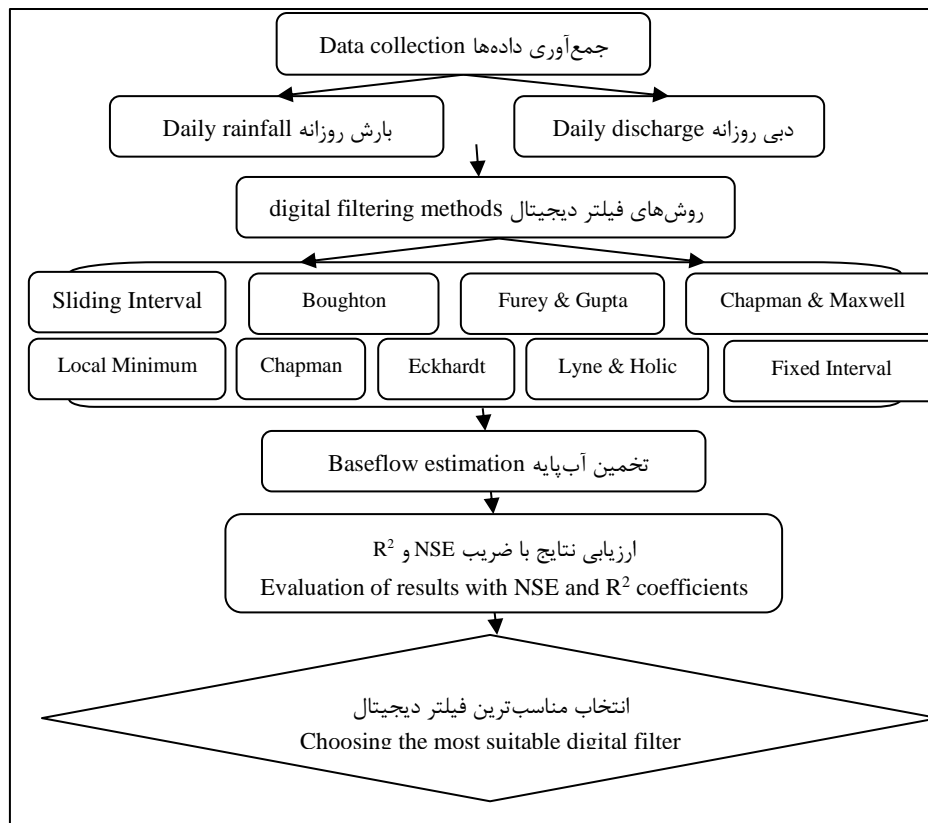 جمع‌آوری داده‌ها Data collection
بارش روزانه Daily rainfall
دبی روزانه Daily discharge
روش‌های فیلتر دیجیتال digital filtering methods
Sliding Interval
Boughton
Furey & Gupta
Chapman & Maxwell
Local Minimum
Chapman
Eckhardt
Lyne & Holic
Fixed Interval
تخمین آب‌پایه Baseflow estimation
ارزیابی نتایج با ضریب NSE و R²
Evaluation of results with NSE and R² coefficients
انتخاب مناسب‌ترین فیلتر دیجیتال
Choosing the most suitable digital filter